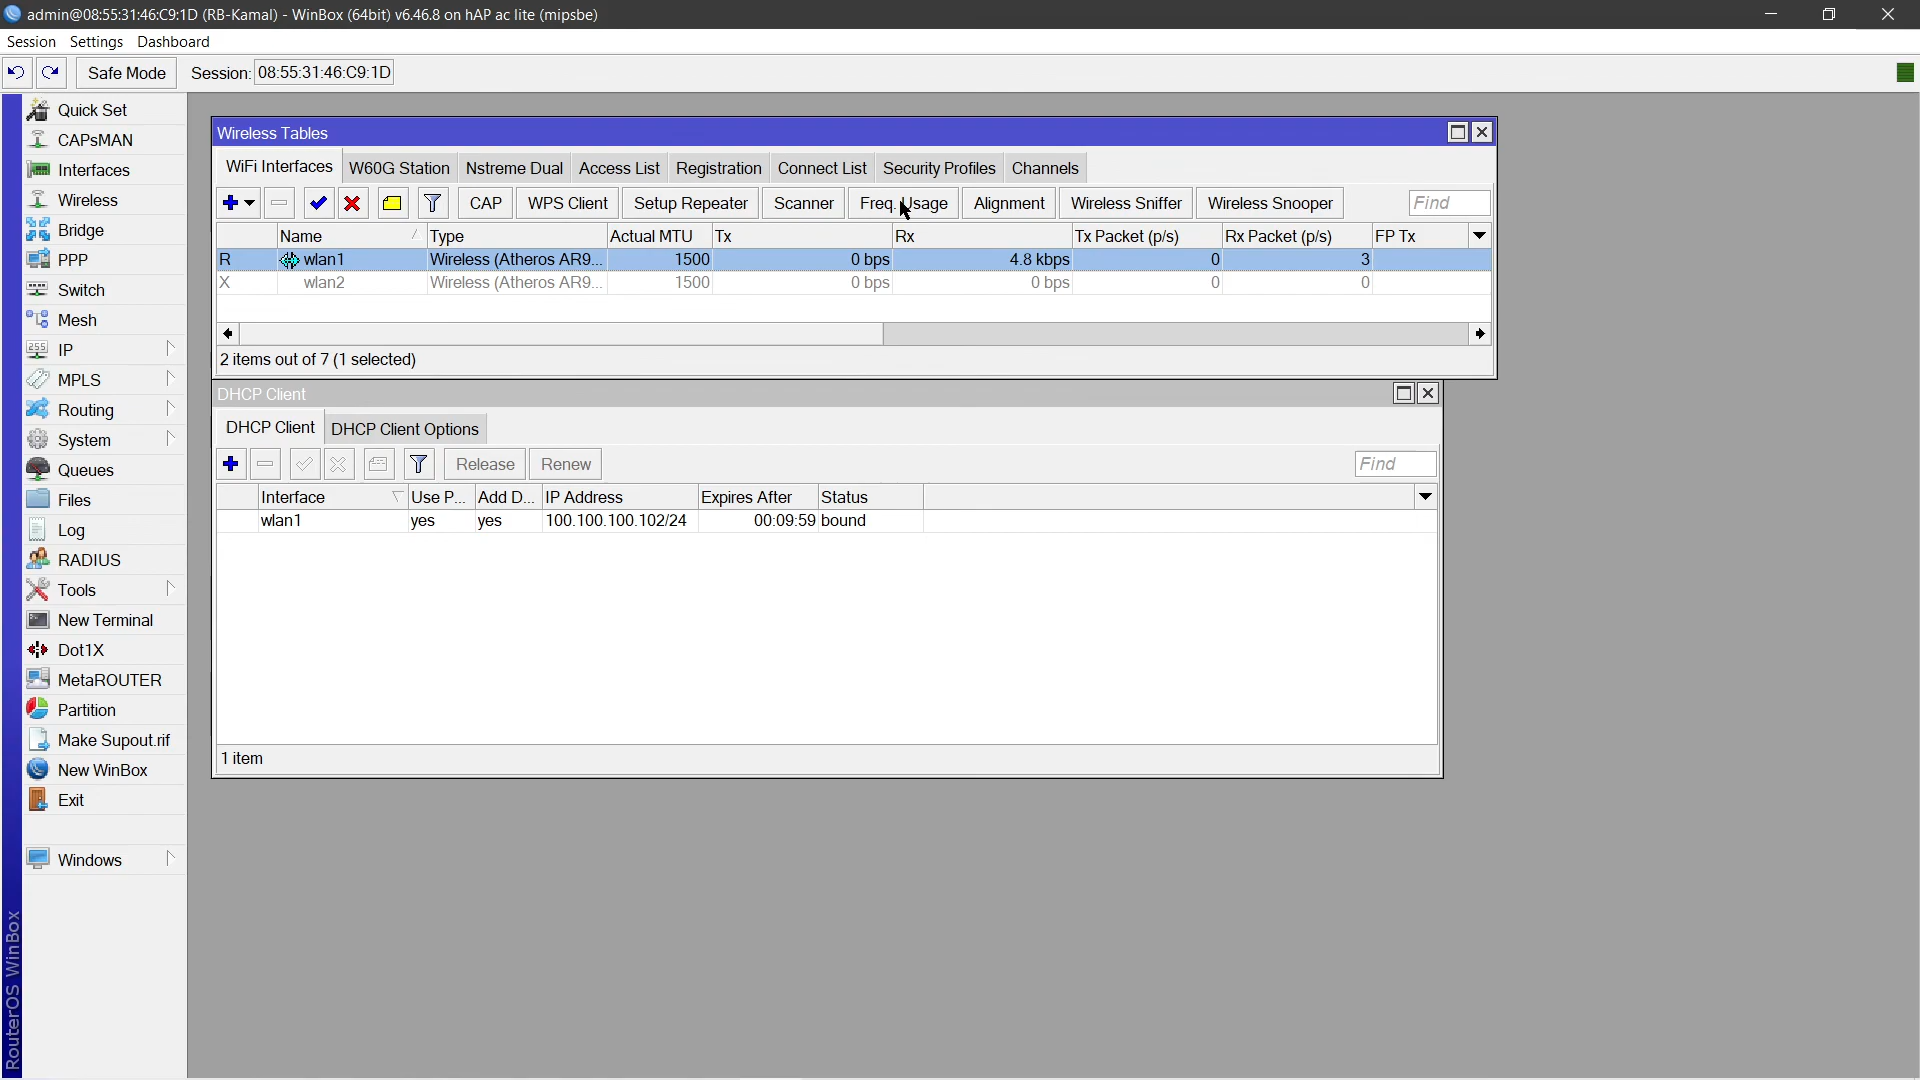 admin@08:55:31:46:C9:1D (RB-Kamal) - WinBox (64bit) v6.46.8 on hAP ac lite (mipsbe)
Session Settings Dashboard
Safe Mode Session: 08:55:31:46:C9:1D
Quick Set
CAPsMAN
Interfaces
Wireless
Bridge
PPP
Switch
Mesh
255 IP
MPLS
Routing
System
Queues
Files
Log
RADIUS
Tools
New Terminal
Dot1X
MetaROUTER
Partition
Make Supout.rif
New WinBox
Exit
Windows
RouterOS WinBox
Wireless Tables
WiFi Interfaces W60G Station Nstreme Dual Access List Registration Connect List Security Profiles Channels
CAP WPS Client Setup Repeater Scanner Freq. Usage Alignment Wireless Sniffer Wireless Snooper Find
Name Type Actual MTU Tx Rx Tx Packet (p/s) Rx Packet (p/s) FP Tx
R wlan1 Wireless (Atheros AR9... 1500 0 bps 4.8 kbps 0 3
X wlan2 Wireless (Atheros AR9... 1500 0 bps 0 bps 0 0
2 items out of 7 (1 selected)
DHCP Client
DHCP Client DHCP Client Options
Release Renew Find
Interface Use P... Add D... IP Address Expires After Status
wlan1 yes yes 100.100.100.102/24 00:09:59 bound
1 item